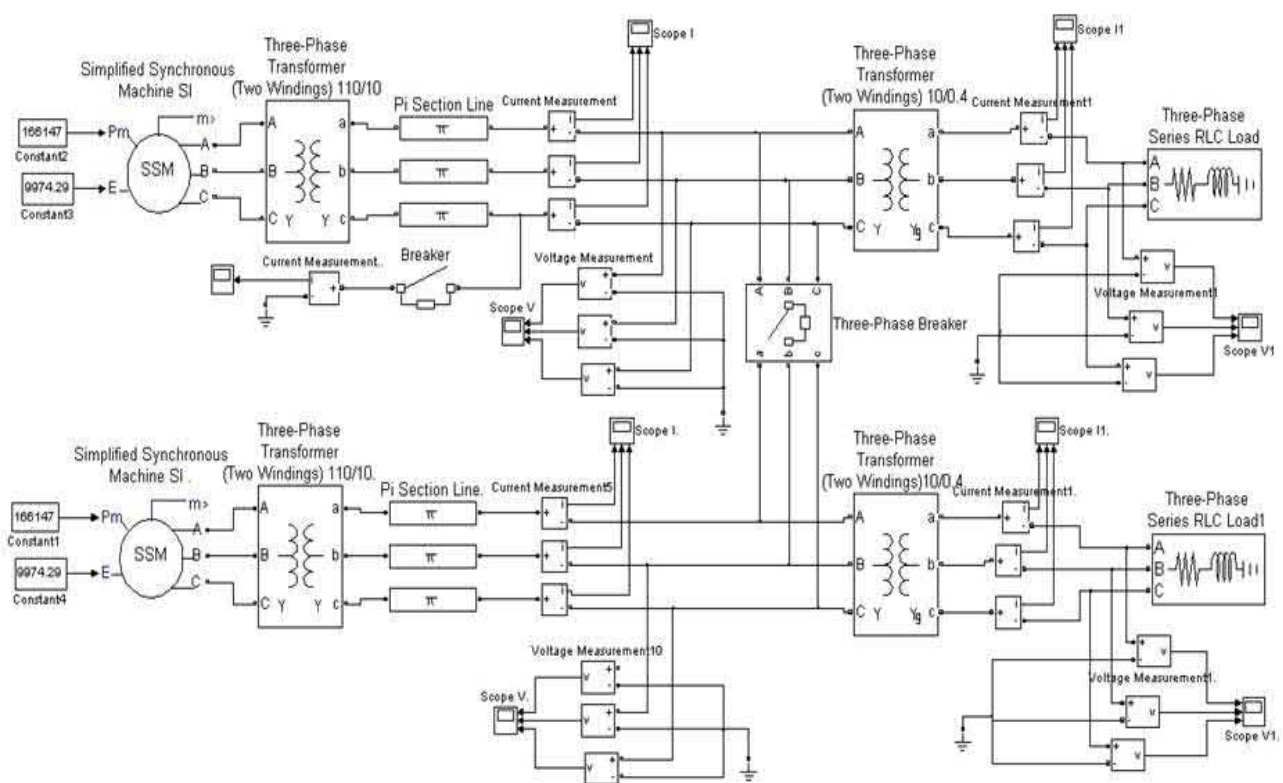 Scope I
Scope I1
Three-Phase
Transformer
(Two Windings) 110/10
Simplified Synchronous
Machine SI
Pi Section Line
Current Measurement
Three-Phase
Transformer
(Two Windings) 10/0.4
Current Measurement1
Three-Phase
Series RLC Load
166147
Constant2
Pm
m
SSM
A
B
C
9974.29
Constant3
E
A
B
C
Y
Y
a
b
c
π
π
π
+
-
i
+
-
i
+
-
i
A
B
C
Y
Yg
a
b
c
+
-
i
+
-
i
+
-
i
A
B
C
Current Measurement..
+
-
Breaker
Voltage Measurement
Scope V
v
+
-
v
+
-
v
+
-
A
B
C
a
b
c
Three-Phase Breaker
+
-
v
Voltage Measurement1
+
-
v
+
-
v
Scope V1
Scope I.
Scope I1.
Three-Phase
Transformer
(Two Windings) 110/10.
Simplified Synchronous
Machine SI .
Pi Section Line.
Current Measurement5
Three-Phase
Transformer
(Two Windings)10/0.4
Current Measurement1.
Three-Phase
Series RLC Load1
166147
Constant1
Pm
m
SSM
A
B
C
9974.29
Constant4
E
A
B
C
Y
Y
a
b
c
π
π
π
+
-
i
+
-
i
+
-
i
A
B
C
Y
Yg
a
b
c
+
-
i
+
-
i
+
-
i
A
B
C
Voltage Measurement10
Scope V.
v
+
-
v
+
-
v
+
-
+
-
v
Voltage Measurement1.
+
-
v
+
-
v
Scope V1.